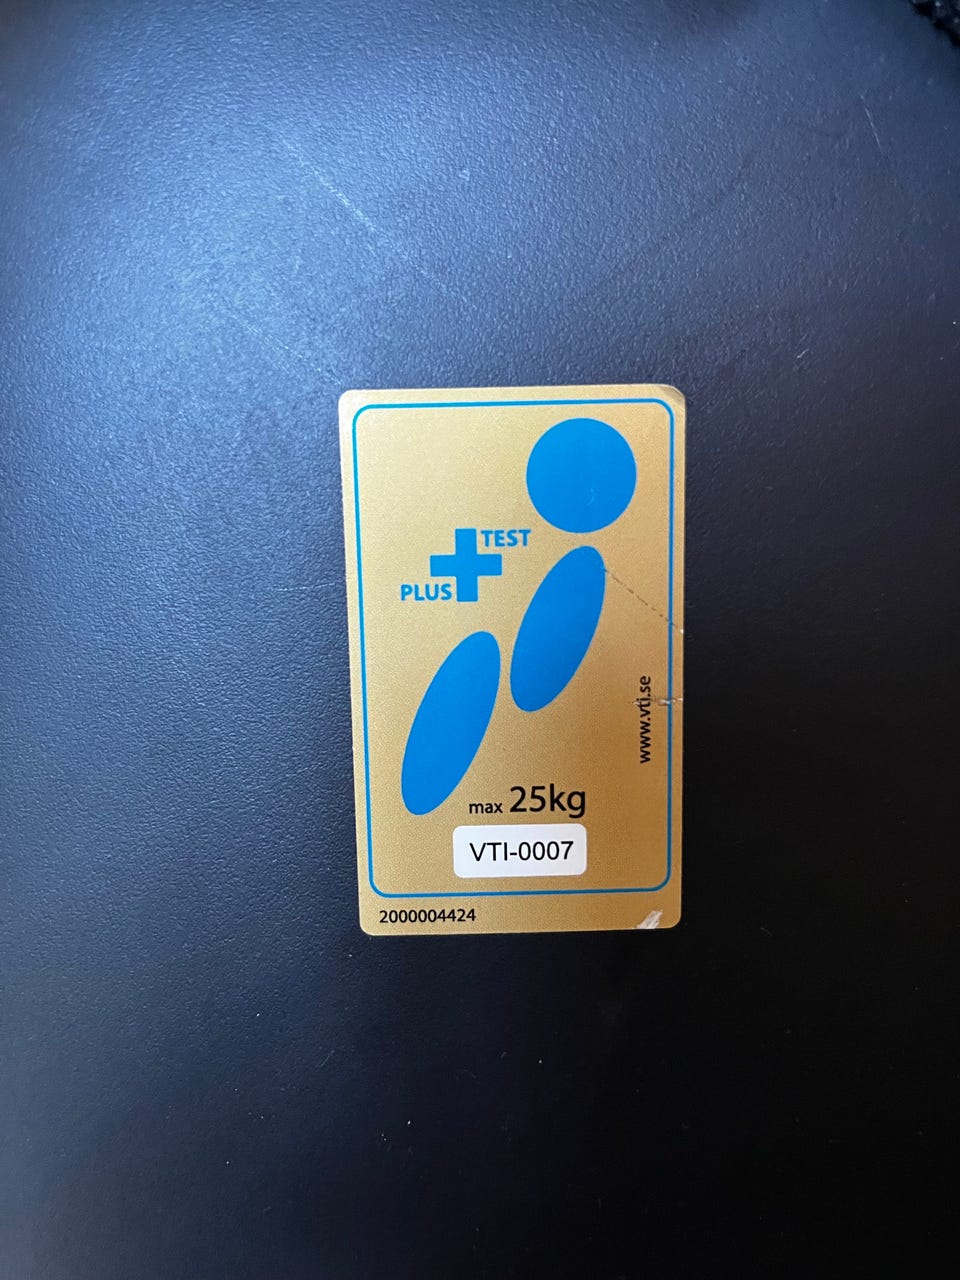 TEST
PLUS
www.vti.se
max 25kg
VTI-0007
2000004424